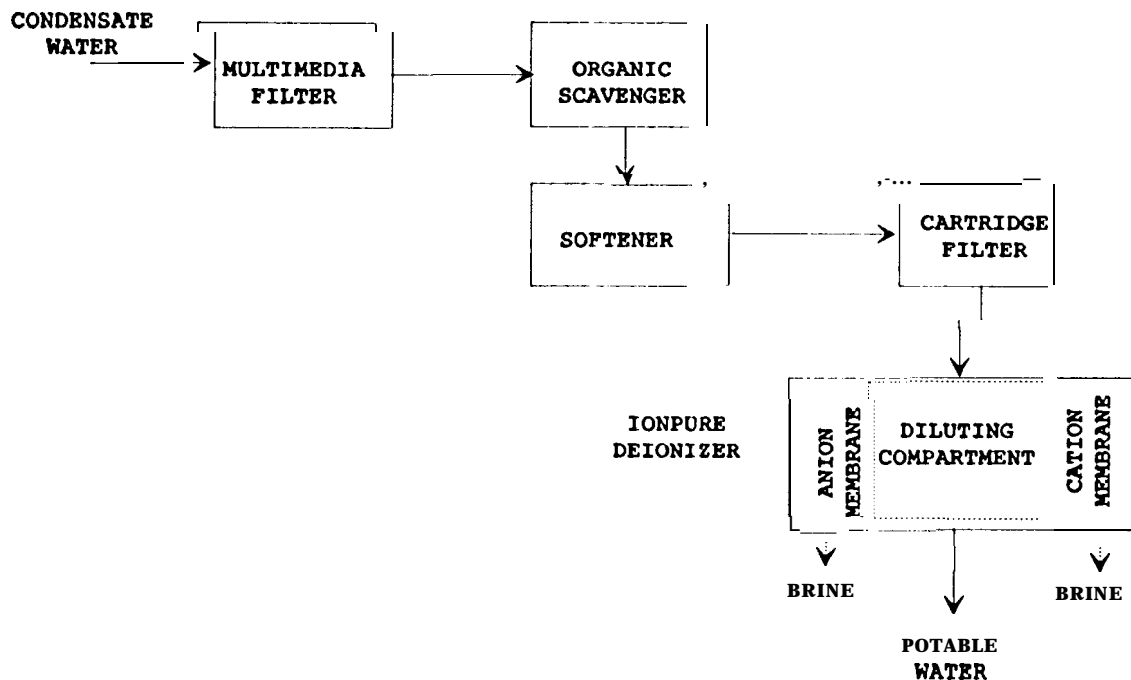 CONDENSATE
WATER
MULTIMEDIA
FILTER
ORGANIC
SCAVENGER
SOFTENER
CARTRIDGE
FILTER
IONPURE
DEIONIZER
ANION
MEMBRANE
DILUTING
COMPARTMENT
CATION
MEMBRANE
BRINE
BRINE
POTABLE
WATER